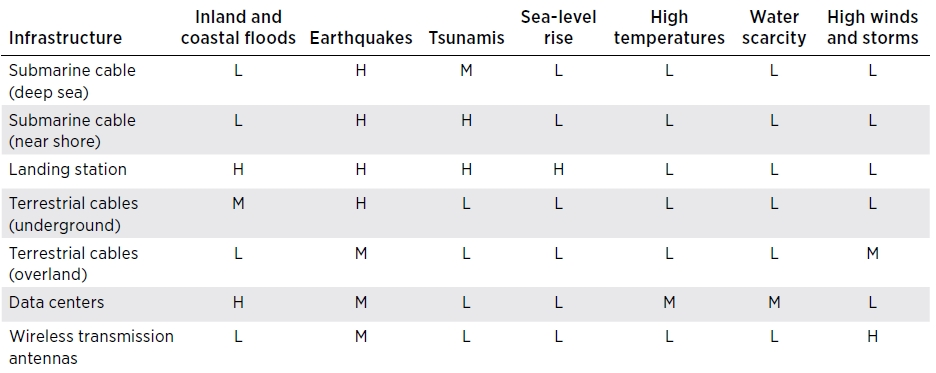 Infrastructure Inland and coastal floods Earthquakes Tsunamis Sea-level rise High temperatures Water scarcity High winds and storms
Submarine cable (deep sea) L H M L L L L
Submarine cable (near shore) L H H L L L L
Landing station H H H H L L L
Terrestrial cables (underground) M H L L L L L
Terrestrial cables (overland) L M L L L L M
Data centers H M L L M M L
Wireless transmission antennas L M L L L L H